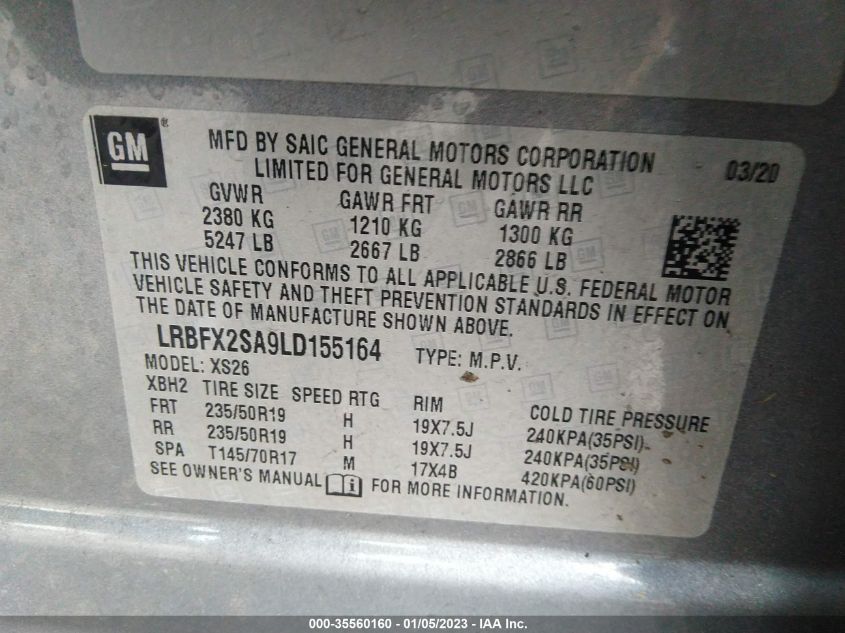 GM ®
MFD BY SAIC GENERAL MOTORS CORPORATION 03/20
LIMITED FOR GENERAL MOTORS LLC
GVWR GAWR FRT GAWR RR
2380 KG 1210 KG 1300 KG
5247 LB 2667 LB 2866 LB
THIS VEHICLE CONFORMS TO ALL APPLICABLE U.S. FEDERAL MOTOR
VEHICLE SAFETY AND THEFT PREVENTION STANDARDS IN EFFECT ON
THE DATE OF MANUFACTURE SHOWN ABOVE.
LRBFX2SA9LD155164 TYPE: M.P.V.
MODEL: XS26
XBH2 TIRE SIZE SPEED RTG RIM COLD TIRE PRESSURE
FRT 235/50R19 H 19X7.5J 240KPA(35PSI)
RR 235/50R19 H 19X7.5J 240KPA(35PSI)
SPA T145/70R17 M 17X4B 420KPA(60PSI)
SEE OWNER'S MANUAL i FOR MORE INFORMATION.
000-35560160 - 01/05/2023 - IAA Inc.